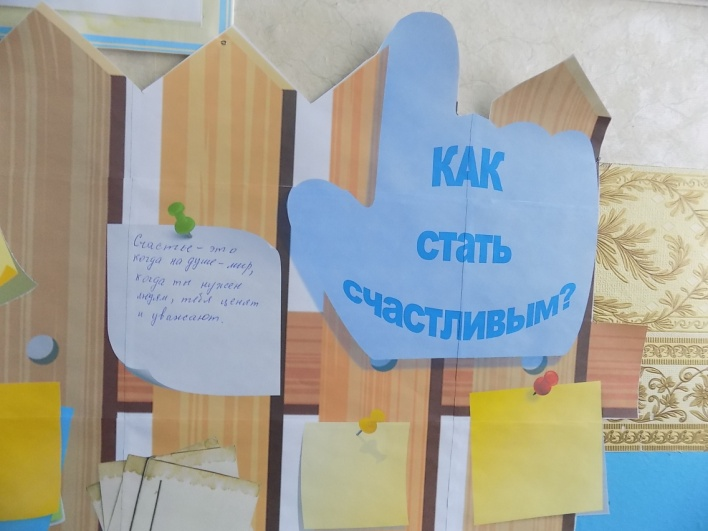 КАК
стать
счастливым?
Счастье – это
когда на душе – мир,
когда ты нужен
людям, тебя ценят
и уважают.